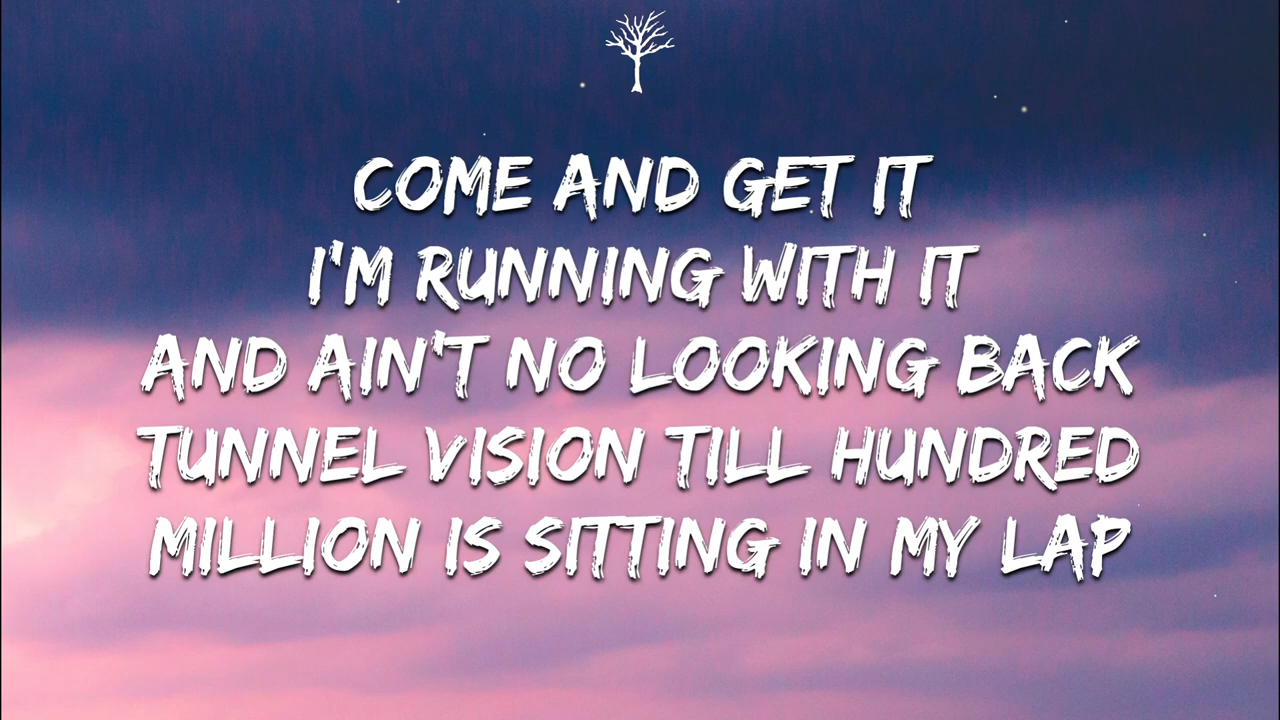 COME AND GET IT
I'M RUNNING WITH IT
AND AIN'T NO LOOKING BACK
TUNNEL VISION TILL HUNDRED
MILLION IS SITTING IN MY LAP